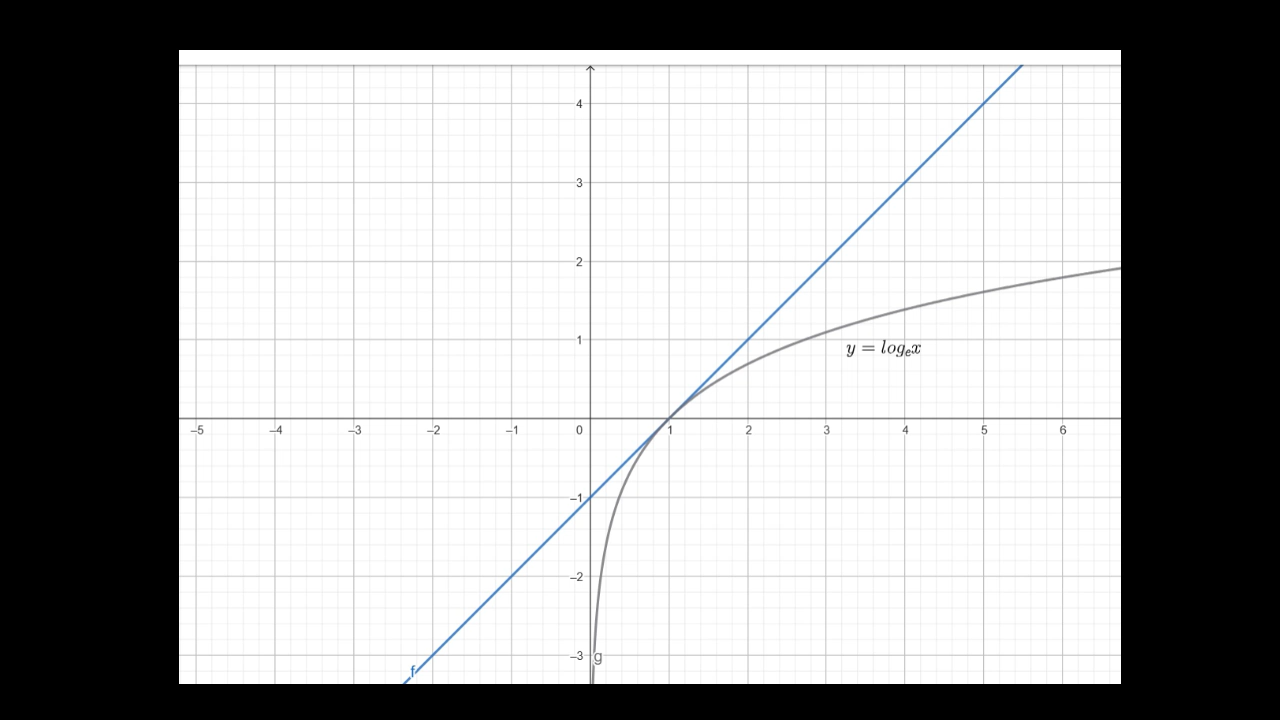 4
3
2
1
y = log_e x
–5 –4 –3 –2 –1 0 1 2 3 4 5 6
–1
–2
–3 g
f